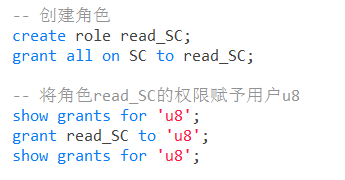 -- 创建角色
create role read_SC;
grant all on SC to read_SC;
-- 将角色read_SC的权限赋予用户u8
show grants for 'u8';
grant read_SC to 'u8';
show grants for 'u8';